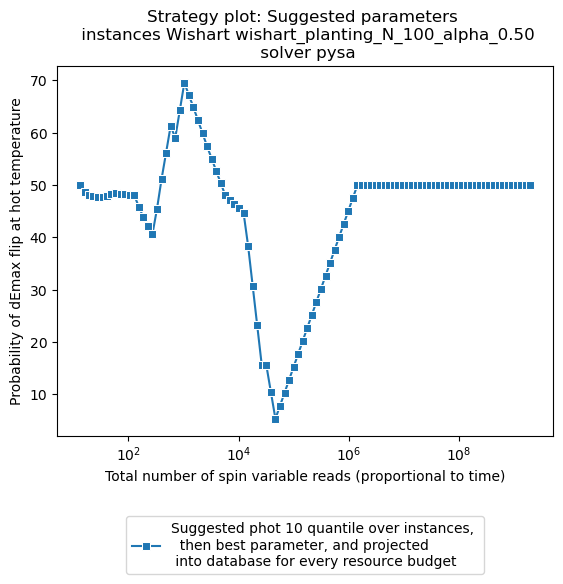 Strategy plot: Suggested parameters
instances Wishart wishart_planting_N_100_alpha_0.50
solver pysa
70
60
50
40
30
20
10
Probability of dEmax flip at hot temperature
10^2
10^4
10^6
10^8
Total number of spin variable reads (proportional to time)
Suggested phot 10 quantile over instances,
then best parameter, and projected
into database for every resource budget